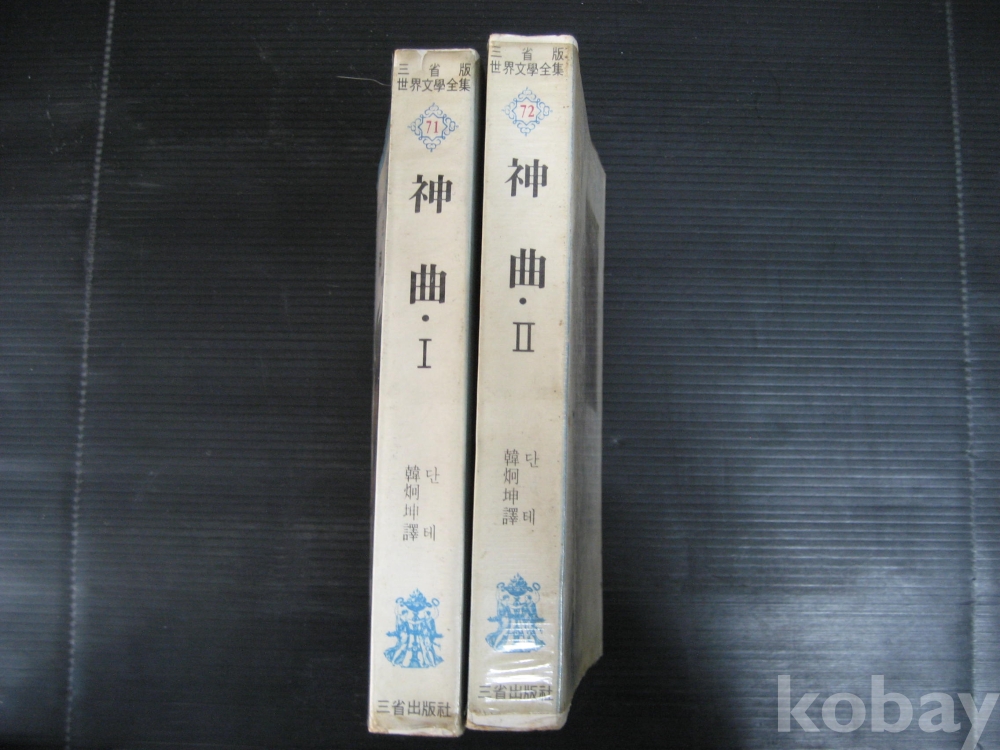 三省版
世界文學全集
71
神曲·Ⅰ
단테
韓炯坤譯
三省出版社
三省版
世界文學全集
72
神曲·Ⅱ
단테
韓炯坤譯
三省出版社
kobay